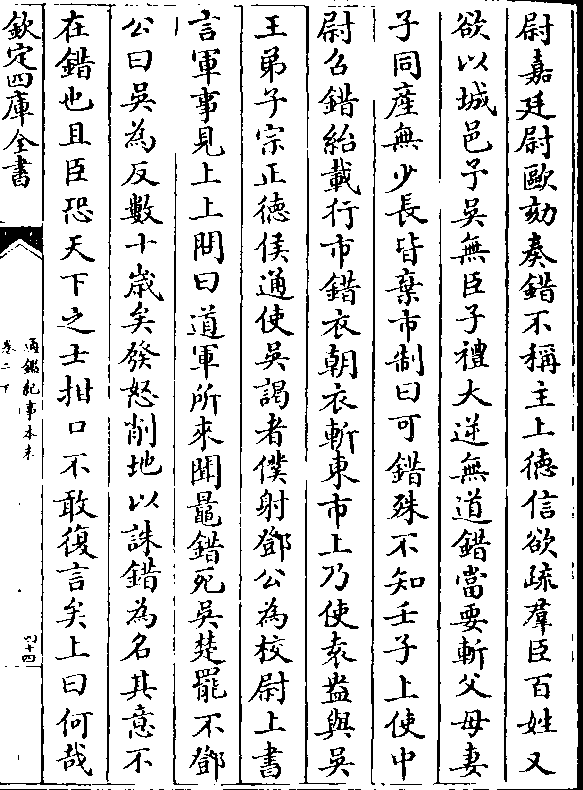 尉嘉廷尉歐劾奏錯不稱主上德信欲疏羣臣百姓又
欲以城邑予吳無臣子禮大逆無道錯當要斬父母妻
子同産無少長皆棄市制曰可錯殊不知壬子上使中
尉召錯紿載行市錯衣朝衣斬東市上乃使袁盎與吳
王弟子宗正德侯通使吳謁者僕射鄧公為校尉上書
言軍事見上上問曰道軍所來聞鼂錯死吳楚罷不鄧
公曰吳為反數十歲矣發怒削地以誅錯為名其意不
在錯也且臣恐天下之士拑口不敢復言矣上曰何哉
欽定四庫全書
通鑑紀事本末
卷二下
四十四